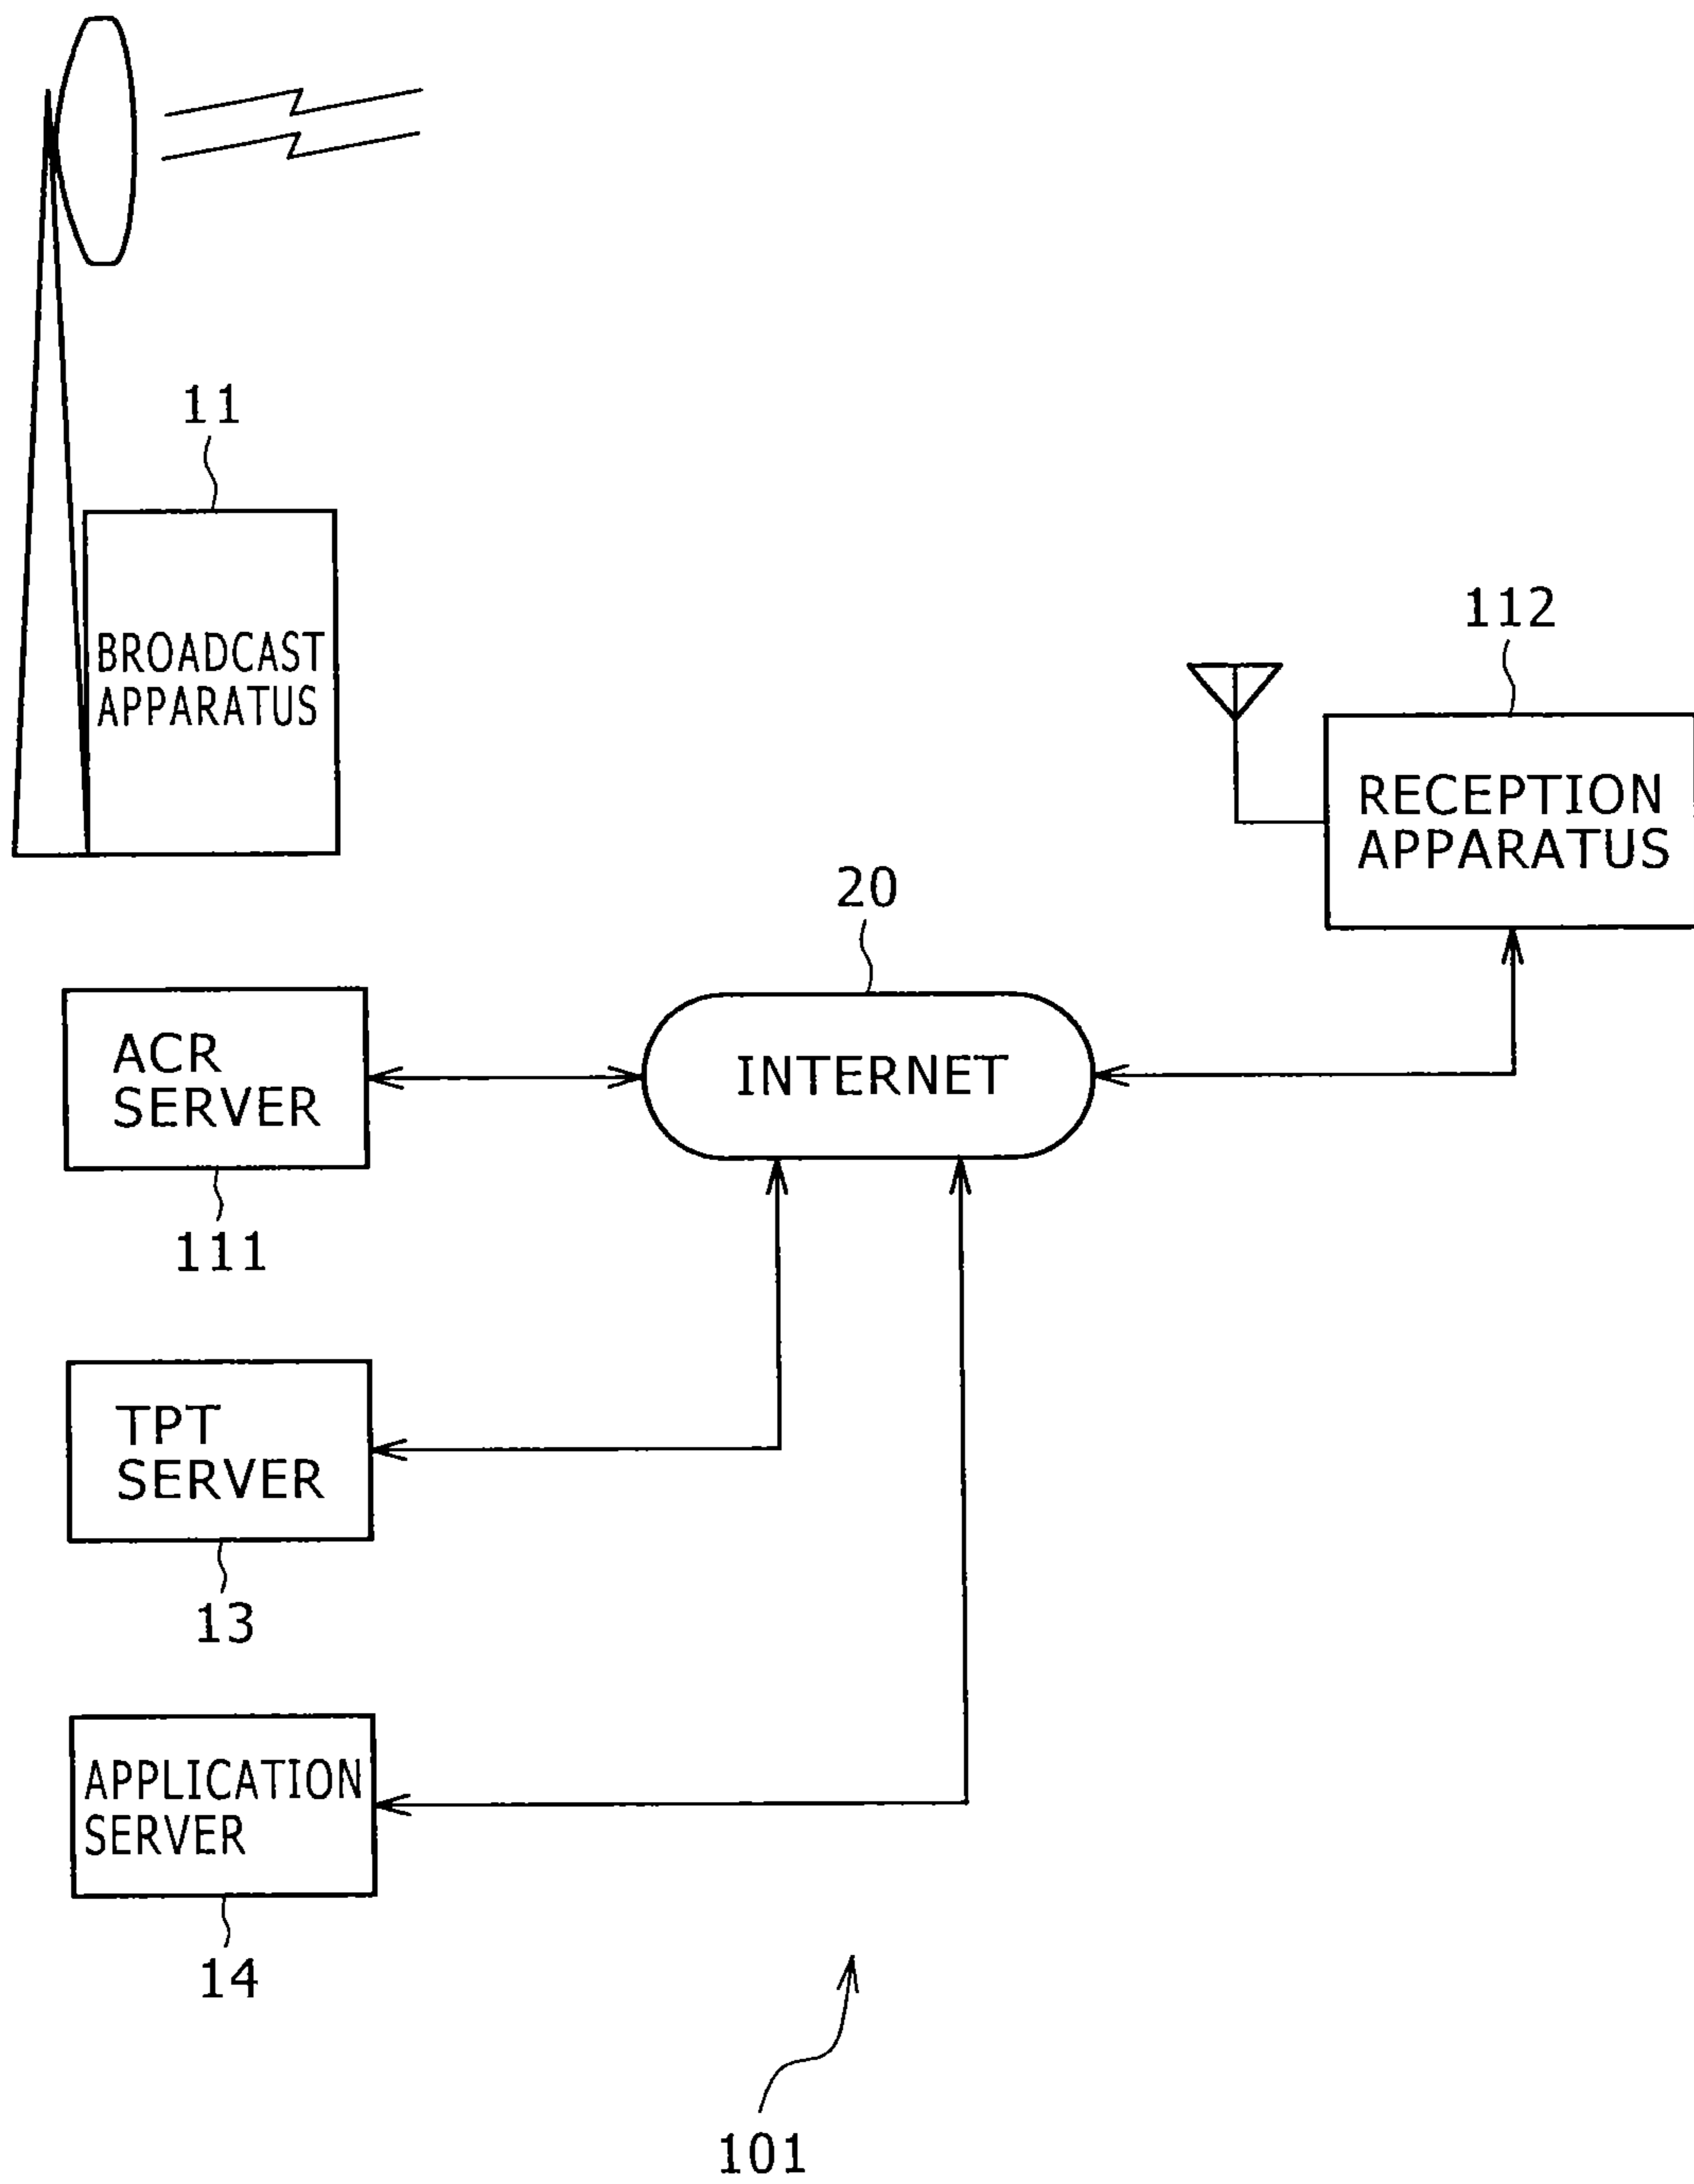 11
BROADCAST
APPARATUS
112
RECEPTION
APPARATUS
20
INTERNET
ACR
SERVER
111
TPT
SERVER
13
APPLICATION
SERVER
14
101